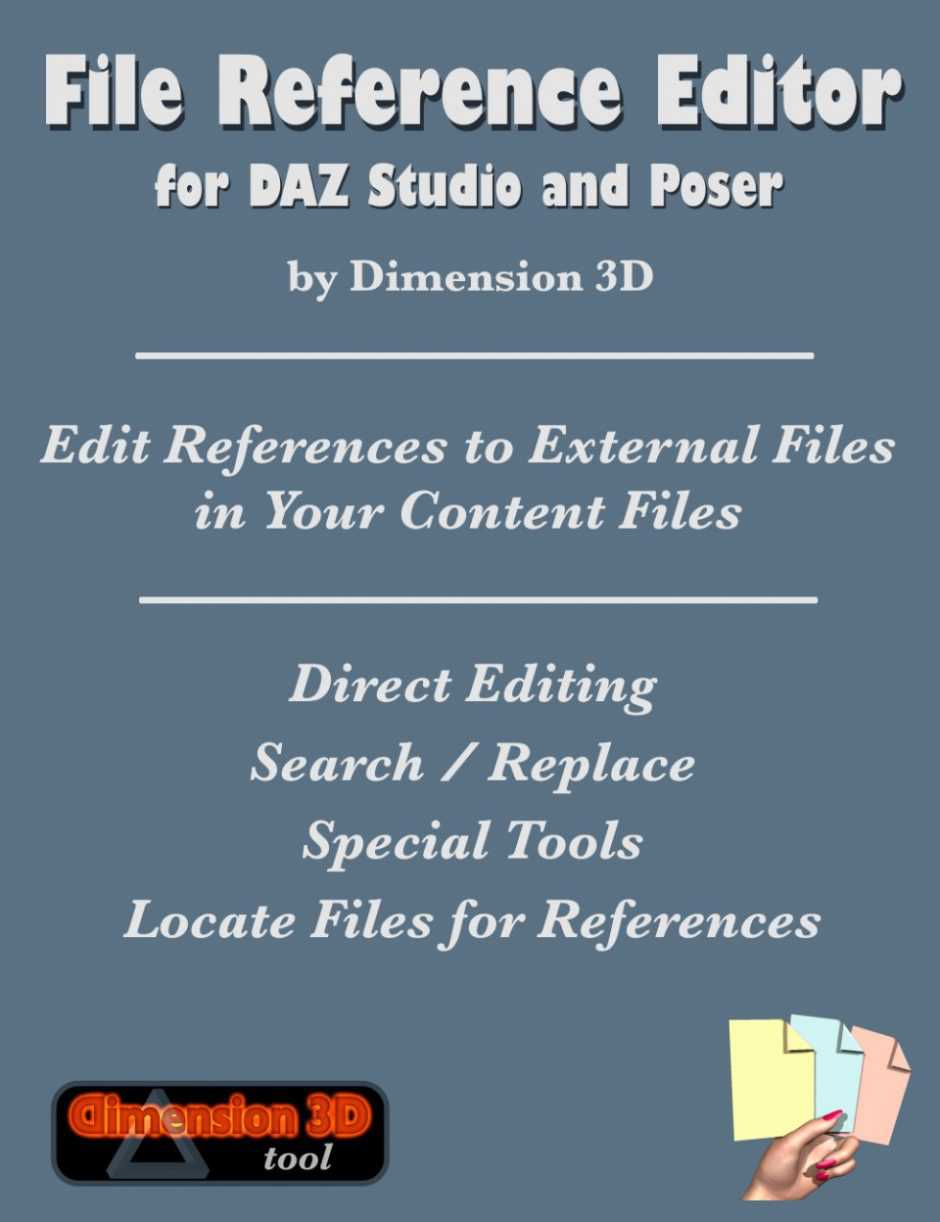 File Reference Editor
for DAZ Studio and Poser
by Dimension 3D
Edit References to External Files
in Your Content Files
Direct Editing
Search / Replace
Special Tools
Locate Files for References
Dimension 3D
tool